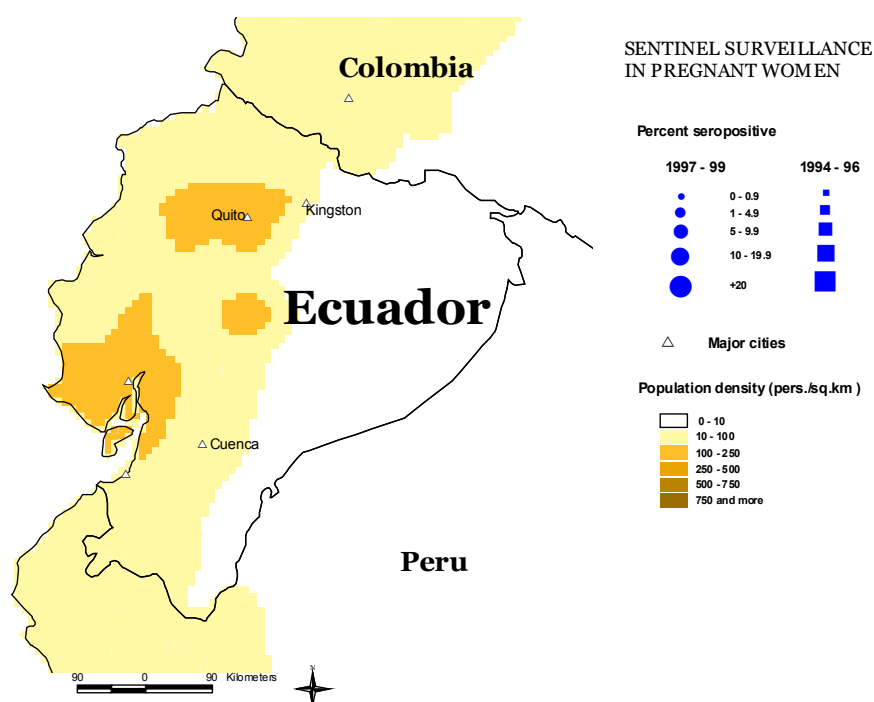 Colombia
Quito
Kingston
Ecuador
Cuenca
Peru
90 0 90 Kilometers
N
SENTINEL SURVEILLANCE
IN PREGNANT WOMEN
Percent seropositive
1997 - 99 1994 - 96
0 - 0.9
1 - 4.9
5 - 9.9
10 - 19.9
+20
Major cities
Population density (pers./sq.km )
0 - 10
10 - 100
100 - 250
250 - 500
500 - 750
750 and more